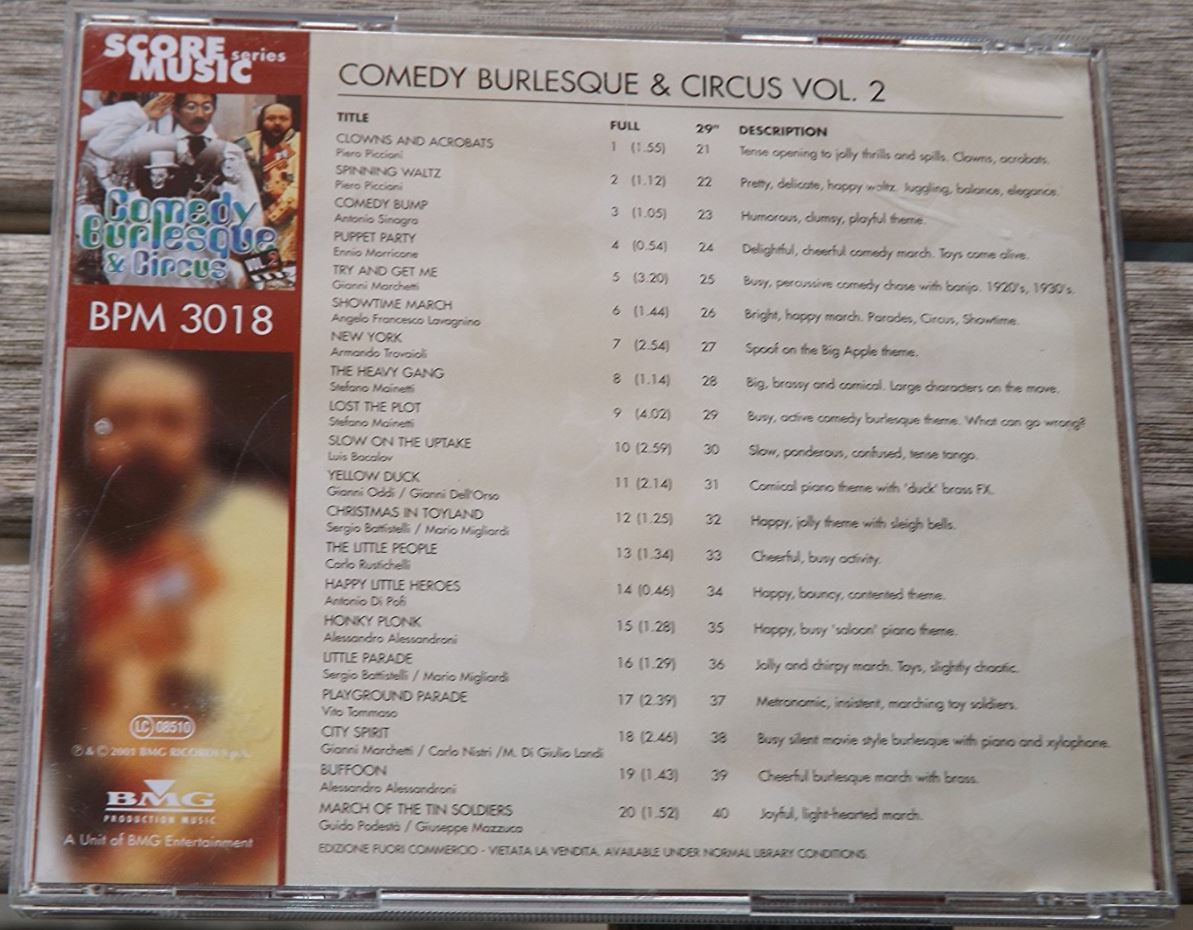 SCORE series
MUSIC
Comedy
Burlesque
& Circus
BPM 3018
LC 08510
℗ & © 2001 BMG RICORDI S.p.A.
BMG
PRODUCTION MUSIC
A Unit of BMG Entertainment
COMEDY BURLESQUE & CIRCUS VOL. 2
TITLE FULL 29" DESCRIPTION
CLOWNS AND ACROBATS 1 (1.55) 21 Tense opening to jolly thrills and spills. Clowns, acrobats.
Piero Piccioni
SPINNING WALTZ 2 (1.12) 22 Pretty, delicate, happy waltz. Juggling, balance, elegance.
Piero Piccioni
COMEDY BUMP 3 (1.05) 23 Humorous, clumsy, playful theme.
Antonio Sinagra
PUPPET PARTY 4 (0.54) 24 Delightful, cheerful comedy march. Toys come alive.
Ennio Morricone
TRY AND GET ME 5 (3.20) 25 Busy, percussive comedy chase with banjo. 1920's, 1930's.
Gianni Marchetti
SHOWTIME MARCH 6 (1.44) 26 Bright, happy march. Parades, Circus, Showtime.
Angelo Francesco Lavagnino
NEW YORK 7 (2.54) 27 Spoof on the Big Apple theme.
Armando Trovaioli
THE HEAVY GANG 8 (1.14) 28 Big, brassy and comical. Large characters on the move.
Stefano Mainetti
LOST THE PLOT 9 (4.02) 29 Busy, active comedy burlesque theme. What can go wrong?
Stefano Mainetti
SLOW ON THE UPTAKE 10 (2.59) 30 Slow, ponderous, confused, tense tango.
Luis Bacalov
YELLOW DUCK 11 (2.14) 31 Comical piano theme with 'duck' brass FX.
Gianni Oddi / Gianni Dell'Orso
CHRISTMAS IN TOYLAND 12 (1.25) 32 Happy, jolly theme with sleigh bells.
Sergio Battistelli / Mario Migliardi
THE LITTLE PEOPLE 13 (1.34) 33 Cheerful, busy activity.
Carlo Rustichelli
HAPPY LITTLE HEROES 14 (0.46) 34 Happy, bouncy, contented theme.
Antonio Di Pofi
HONKY PLONK 15 (1.28) 35 Happy, busy 'saloon' piano theme.
Alessandro Alessandroni
LITTLE PARADE 16 (1.29) 36 Jolly and chirpy march. Toys, slightly chaotic.
Sergio Battistelli / Mario Migliardi
PLAYGROUND PARADE 17 (2.39) 37 Metronomic, insistent, marching toy soldiers.
Vito Tommaso
CITY SPIRIT 18 (2.46) 38 Busy silent movie style burlesque with piano and xylophone.
Gianni Marchetti / Carlo Nistri /M. Di Giulio Landi
BUFFOON 19 (1.43) 39 Cheerful burlesque march with brass.
Alessandro Alessandroni
MARCH OF THE TIN SOLDIERS 20 (1.52) 40 Joyful, light-hearted march.
Guido Podestà / Giuseppe Mazzuca
EDIZIONE FUORI COMMERCIO - VIETATA LA VENDITA. AVAILABLE UNDER NORMAL LIBRARY CONDITIONS.